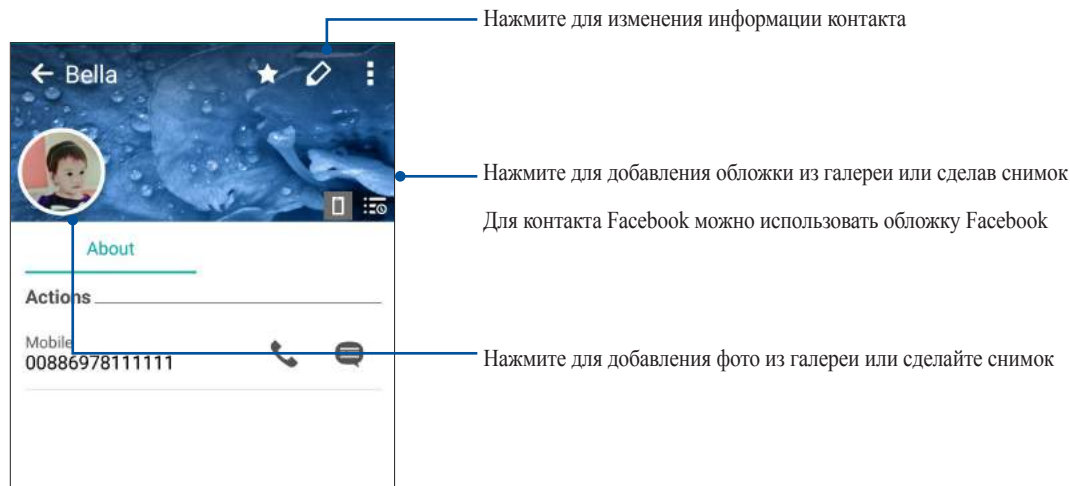 Нажмите для изменения информации контакта
Bella
Нажмите для добавления обложки из галереи или сделав снимок
Для контакта Facebook можно использовать обложку Facebook
About
Actions
Mobile
00886978111111
Нажмите для добавления фото из галереи или сделайте снимок